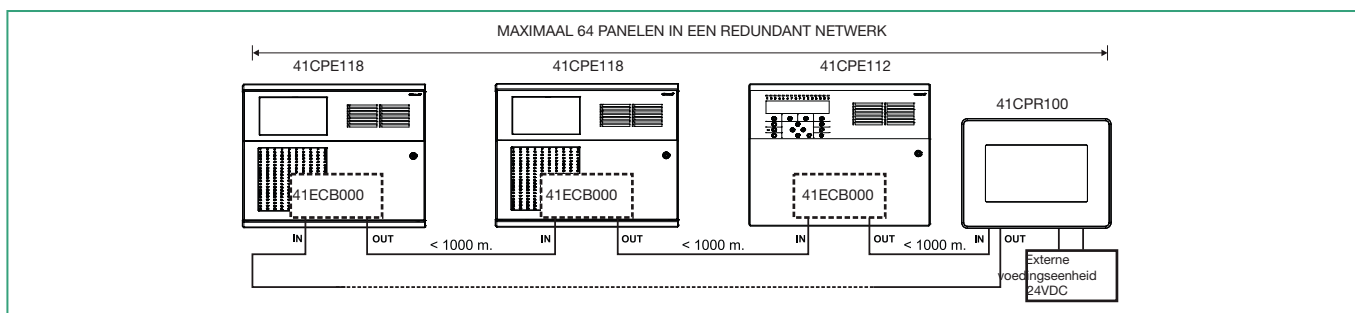 MAXIMAAL 64 PANELEN IN EEN REDUNDANT NETWERK
41CPE118
41CPE118
41CPE112
41CPR100
41ECB000
41ECB000
41ECB000
IN
OUT
< 1000 m.
IN
OUT
< 1000 m.
IN
OUT
< 1000 m.
IN
OUT
Externe
voedingseenheid
24VDC